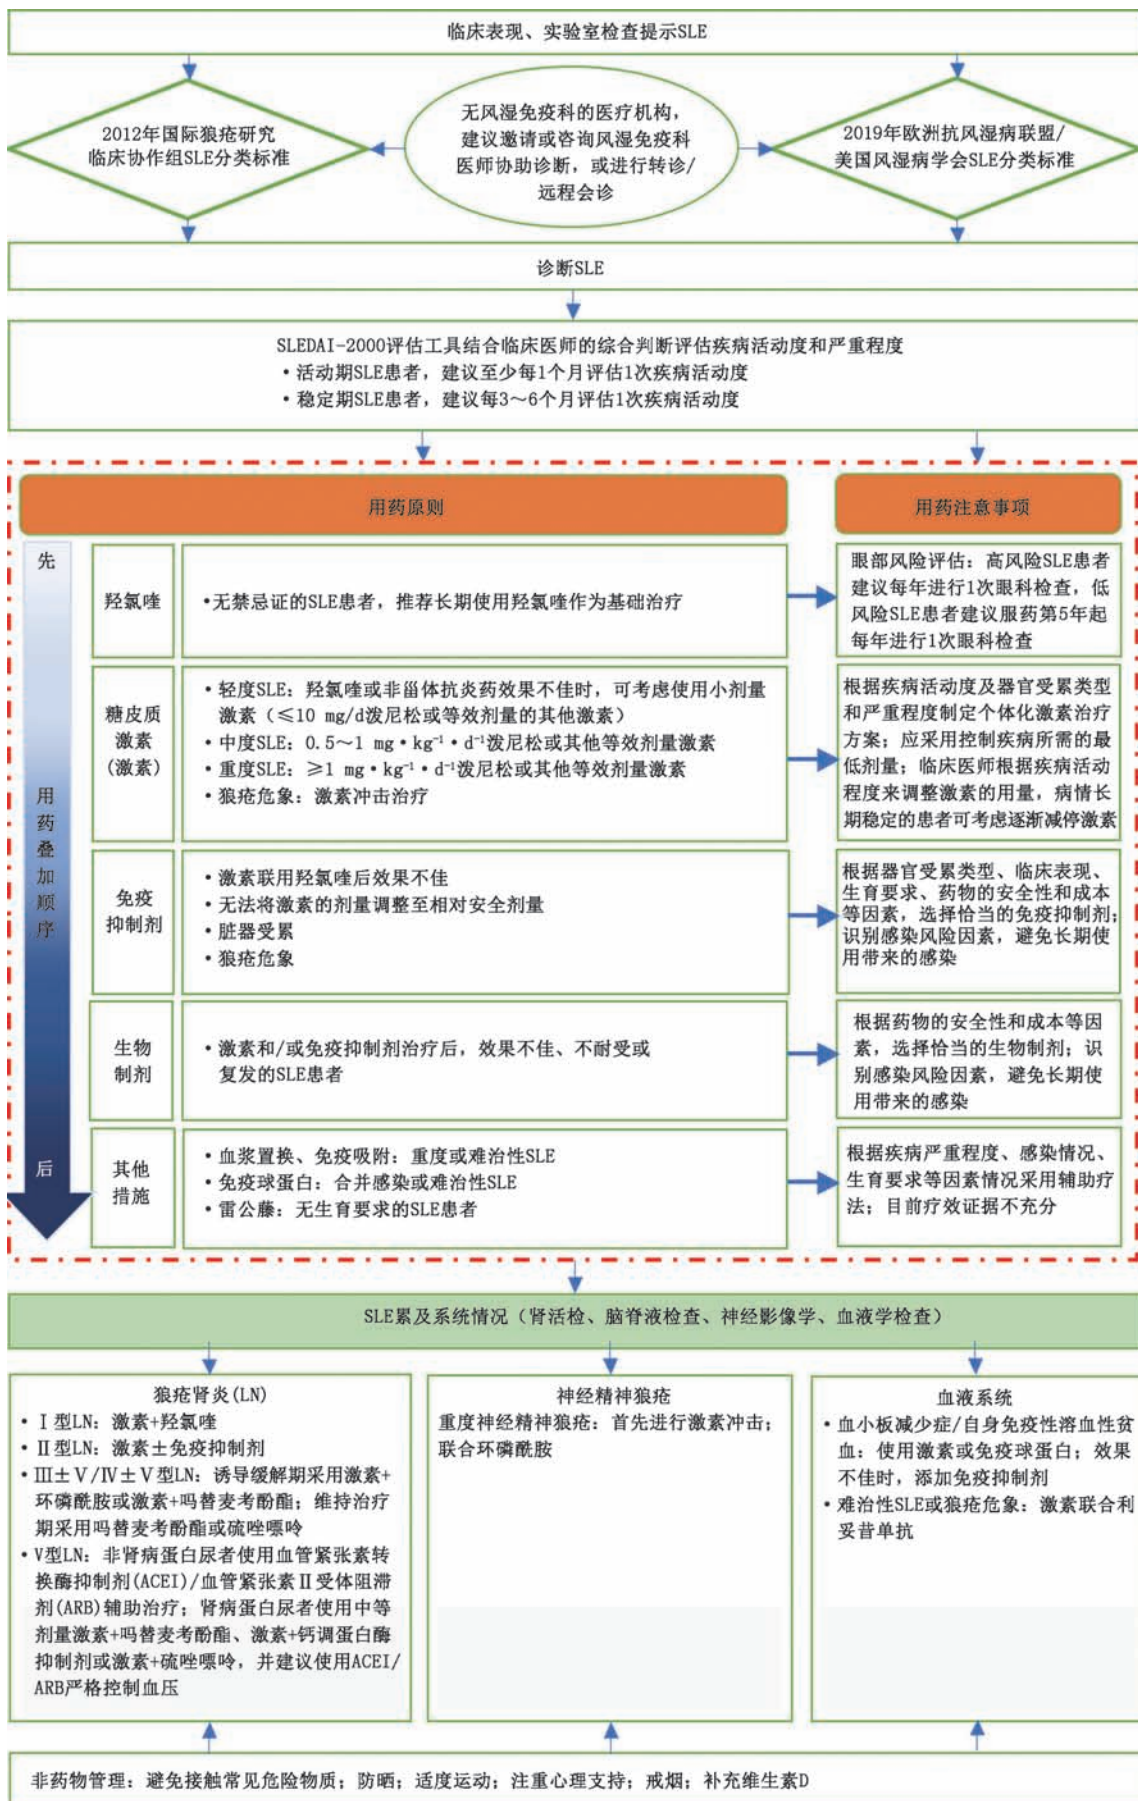 临床表现、实验室检查提示SLE
2012年国际狼疮研究
临床协作组SLE分类标准
无风湿免疫科的医疗机构，
建议邀请或咨询风湿免疫科
医师协助诊断，或进行转诊/
远程会诊
2019年欧洲抗风湿病联盟/
美国风湿病学会SLE分类标准
诊断SLE
SLEDAI-2000评估工具结合临床医师的综合判断评估疾病活动度和严重程度
• 活动期SLE患者，建议至少每1个月评估1次疾病活动度
• 稳定期SLE患者，建议每3～6个月评估1次疾病活动度
用药原则
用药注意事项
先
用药叠加顺序
后
羟氯喹
•无禁忌证的SLE患者，推荐长期使用羟氯喹作为基础治疗
眼部风险评估：高风险SLE患者
建议每年进行1次眼科检查，低
风险SLE患者建议服药第5年起
每年进行1次眼科检查
糖皮质
激素
(激素)
• 轻度SLE：羟氯喹或非甾体抗炎药效果不佳时，可考虑使用小剂量
激素（≤10 mg/d泼尼松或等效剂量的其他激素）
• 中度SLE：0.5～1 mg•kg⁻¹•d⁻¹泼尼松或其他等效剂量激素
• 重度SLE：≥1 mg•kg⁻¹•d⁻¹泼尼松或其他等效剂量激素
• 狼疮危象：激素冲击治疗
根据疾病活动度及器官受累类型
和严重程度制定个体化激素治疗
方案；应采用控制疾病所需的最
低剂量；临床医师根据疾病活动
程度来调整激素的用量，病情长
期稳定的患者可考虑逐渐减停激素
免疫
抑制剂
• 激素联用羟氯喹后效果不佳
• 无法将激素的剂量调整至相对安全剂量
• 脏器受累
• 狼疮危象
根据器官受累类型、临床表现、
生育要求、药物的安全性和成本
等因素，选择恰当的免疫抑制剂；
识别感染风险因素，避免长期使
用带来的感染
生物
制剂
• 激素和/或免疫抑制剂治疗后，效果不佳、不耐受或
复发的SLE患者
根据药物的安全性和成本等因
素，选择恰当的生物制剂；识
别感染风险因素，避免长期使
用带来的感染
其他
措施
• 血浆置换、免疫吸附：重度或难治性SLE
• 免疫球蛋白：合并感染或难治性SLE
• 雷公藤：无生育要求的SLE患者
根据疾病严重程度、感染情况、
生育要求等因素情况采用辅助疗
法；目前疗效证据不充分
SLE累及系统情况（肾活检、脑脊液检查、神经影像学、血液学检查）
狼疮肾炎(LN)
• Ⅰ型LN：激素+羟氯喹
• Ⅱ型LN：激素±免疫抑制剂
• Ⅲ±Ⅴ/Ⅳ±Ⅴ型LN：诱导缓解期采用激素+
环磷酰胺或激素+吗替麦考酚酯；维持治疗
期采用吗替麦考酚酯或硫唑嘌呤
• V型LN：非肾病蛋白尿者使用血管紧张素转
换酶抑制剂(ACEI)/血管紧张素Ⅱ受体阻滞
剂(ARB)辅助治疗；肾病蛋白尿者使用中等
剂量激素+吗替麦考酚酯、激素+钙调蛋白酶
抑制剂或激素+硫唑嘌呤，并建议使用ACEI/
ARB严格控制血压
神经精神狼疮
重度神经精神狼疮：首先进行激素冲击；
联合环磷酰胺
血液系统
• 血小板减少症/自身免疫性溶血性贫
血：使用激素或免疫球蛋白；效果
不佳时，添加免疫抑制剂
• 难治性SLE或狼疮危象：激素联合利
妥昔单抗
非药物管理：避免接触常见危险物质；防晒；适度运动；注重心理支持；戒烟；补充维生素D